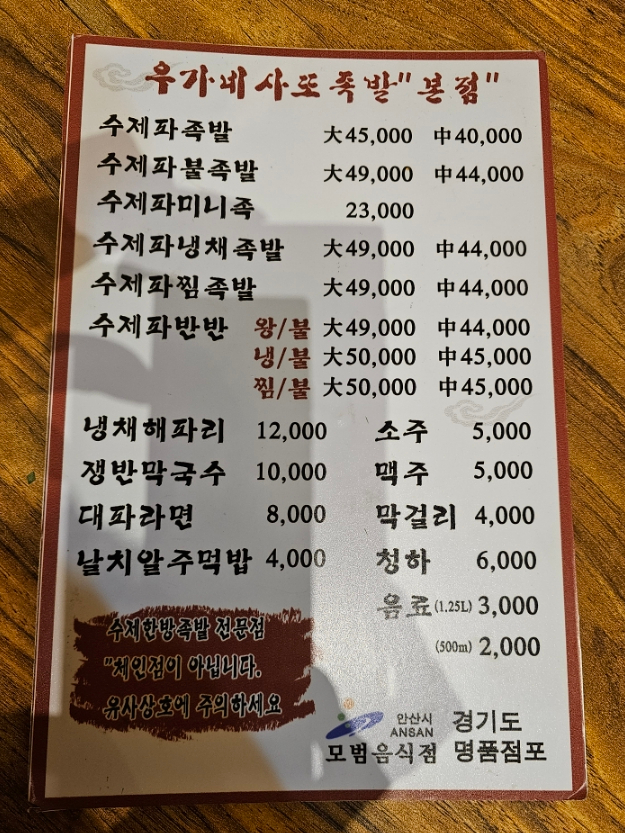 우가네사또족발"본점"
수제파족발 大45,000 中40,000
수제파불족발 大49,000 中44,000
수제파미니족 23,000
수제파냉채족발 大49,000 中44,000
수제파찜족발 大49,000 中44,000
수제파반반 왕/불 大49,000 中44,000
냉/불 大50,000 中45,000
찜/불 大50,000 中45,000
냉채해파리 12,000 소주 5,000
쟁반막국수 10,000 맥주 5,000
대파라면 8,000 막걸리 4,000
날치알주먹밥 4,000 청하 6,000
음료(1.25L) 3,000
(500m) 2,000
수제한방족발 전문점
"체인점이 아닙니다.
유사상호에 주의하세요
안산시
ANSAN
모범음식점
경기도
명품점포